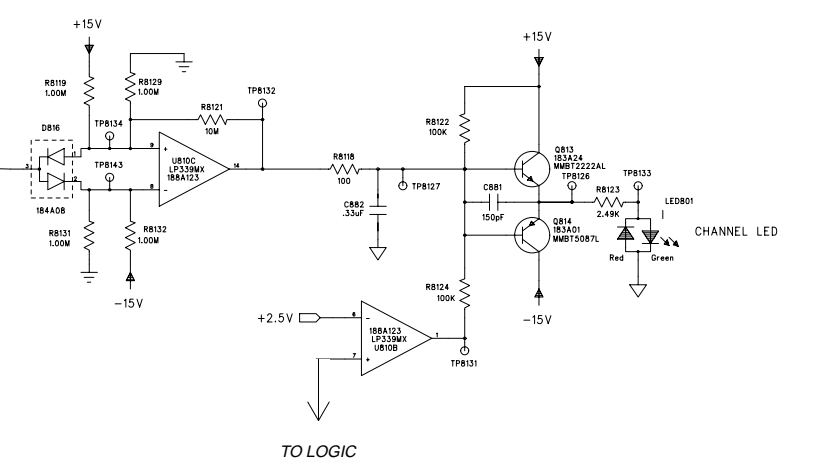 +15V
+15V
R8119
1.00M
R8129
1.00M
TP8132
D816
TP8134
R8121
10M
R8122
100K
Q813
183A24
MMBT2222AL
1
9
+
U810C
LP339MX
188A123
14
3
TP8143
R8118
100
TP8127
C881
150pF
TP8126
R8123
2.49K
TP8133
LED801
2
8
-
184A08
C882
.33uF
Q814
183A01
MMBT5087L
CHANNEL LED
R8131
1.00M
R8132
1.00M
Red
Green
-15V
R8124
100K
-15V
+2.5V
6
-
188A123
LP339MX
U810B
1
7
+
TP8131
TO LOGIC